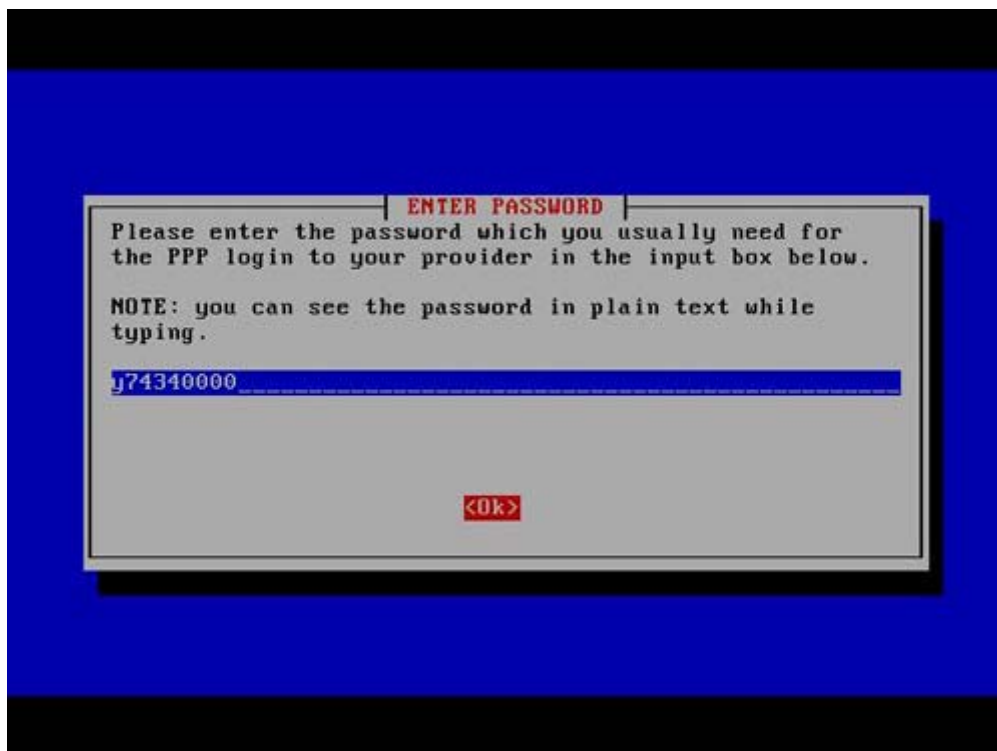 ENTER PASSWORD
Please enter the password which you usually need for
the PPP login to your provider in the input box below.
NOTE: you can see the password in plain text while
typing.
y74340000
<Ok>